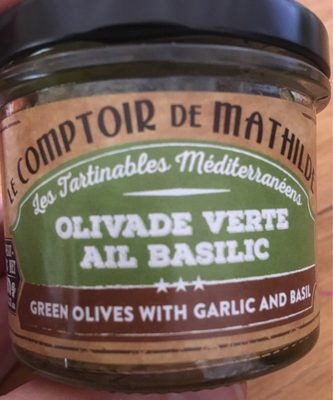 LE COMPTOIR DE MATHILDE
Les Tartinables Méditerranéens
OLIVADE VERTE
AIL BASILIC
GREEN OLIVES WITH GARLIC AND BASIL